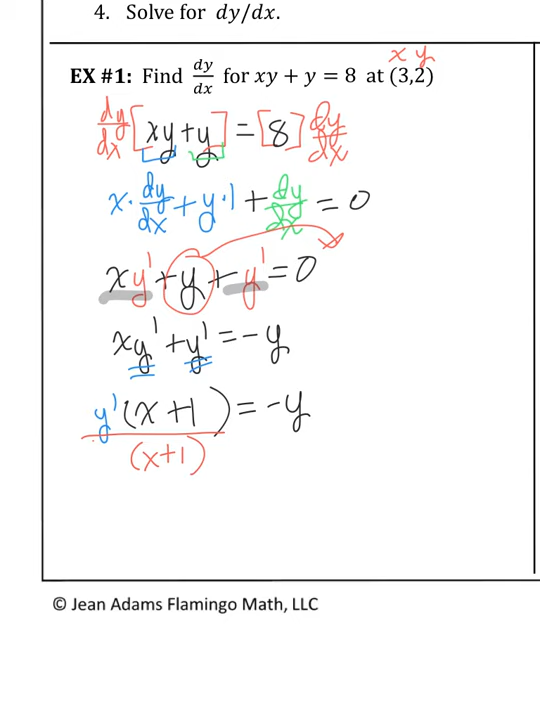 4. Solve for dy/dx.
x y
EX #1: Find dy/dx for xy + y = 8 at (3,2)
dy/dx [xy + y] = [8] dy/dx
x · dy/dx + y · 1 + dy/dx = 0
xy' + y + y' = 0
xy' + y' = -y
y'(x + 1) = -y
(x+1)
© Jean Adams Flamingo Math, LLC